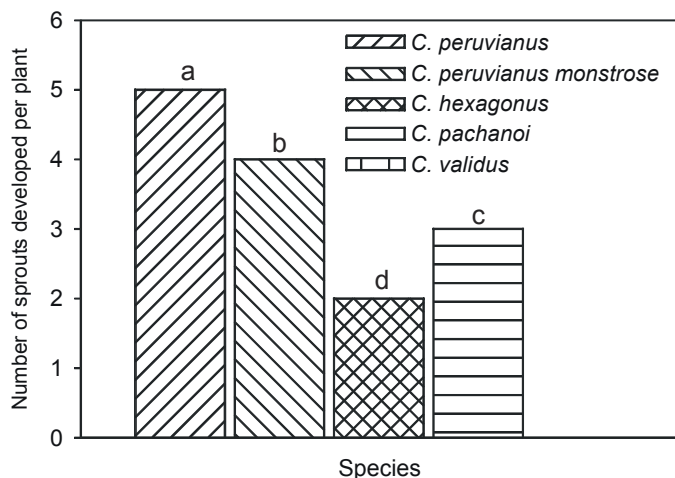 Number of sprouts developed per plant
6
5
4
3
2
1
0
a
b
d
c
C. peruvianus
C. peruvianus monstrose
C. hexagonus
C. pachanoi
C. validus
Species